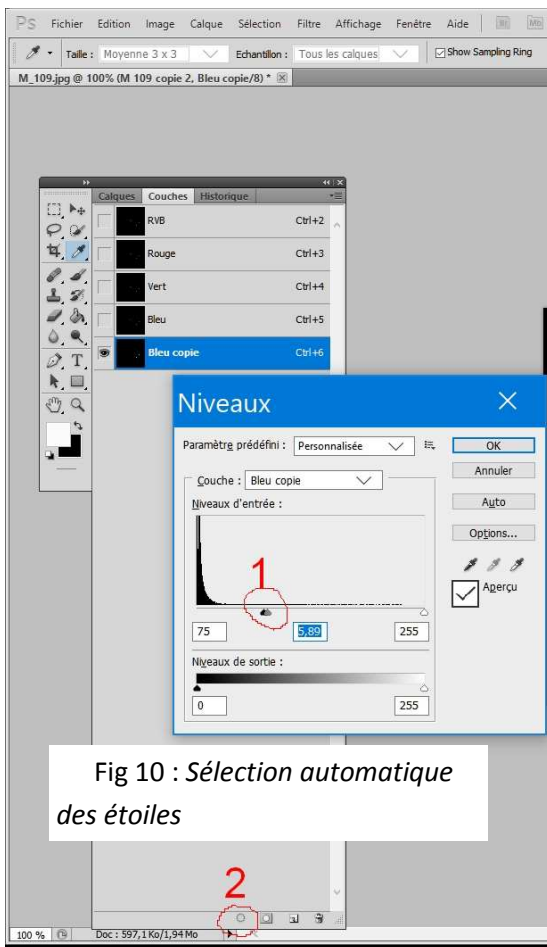 Ps Fichier Edition Image Calque Sélection Filtre Affichage Fenêtre Aide Br Mb
Taille : Moyenne 3 x 3 Echantillon : Tous les calques Show Sampling Ring
M_109.jpg @ 100% (M 109 copie 2, Bleu copie/8) *
Calques Couches Historique
RVB Ctrl+2
Rouge Ctrl+3
Vert Ctrl+4
Bleu Ctrl+5
Bleu copie Ctrl+6
Niveaux
Paramètre prédéfini : Personnalisée OK
Annuler
Couche : Bleu copie
Niveaux d'entrée : Auto
Options...
1
Aperçu
75 5,89 255
Niveaux de sortie :
0 255
Fig 10 : Sélection automatique
des étoiles
2
100 % Doc : 597,1 Ko/1,94 Mo